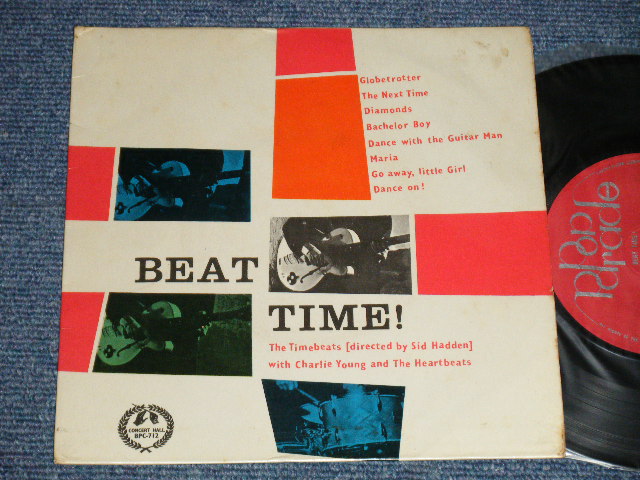 Globetrotter
The Next Time
Diamonds
Bachelor Boy
Dance with the Guitar Man
Maria
Go away, little Girl
Dance on!
BEAT
TIME!
The Timebeats [directed by Sid Hadden]
with Charlie Young and The Heartbeats
CONCERT HALL
BPC-712
Pop
Parade